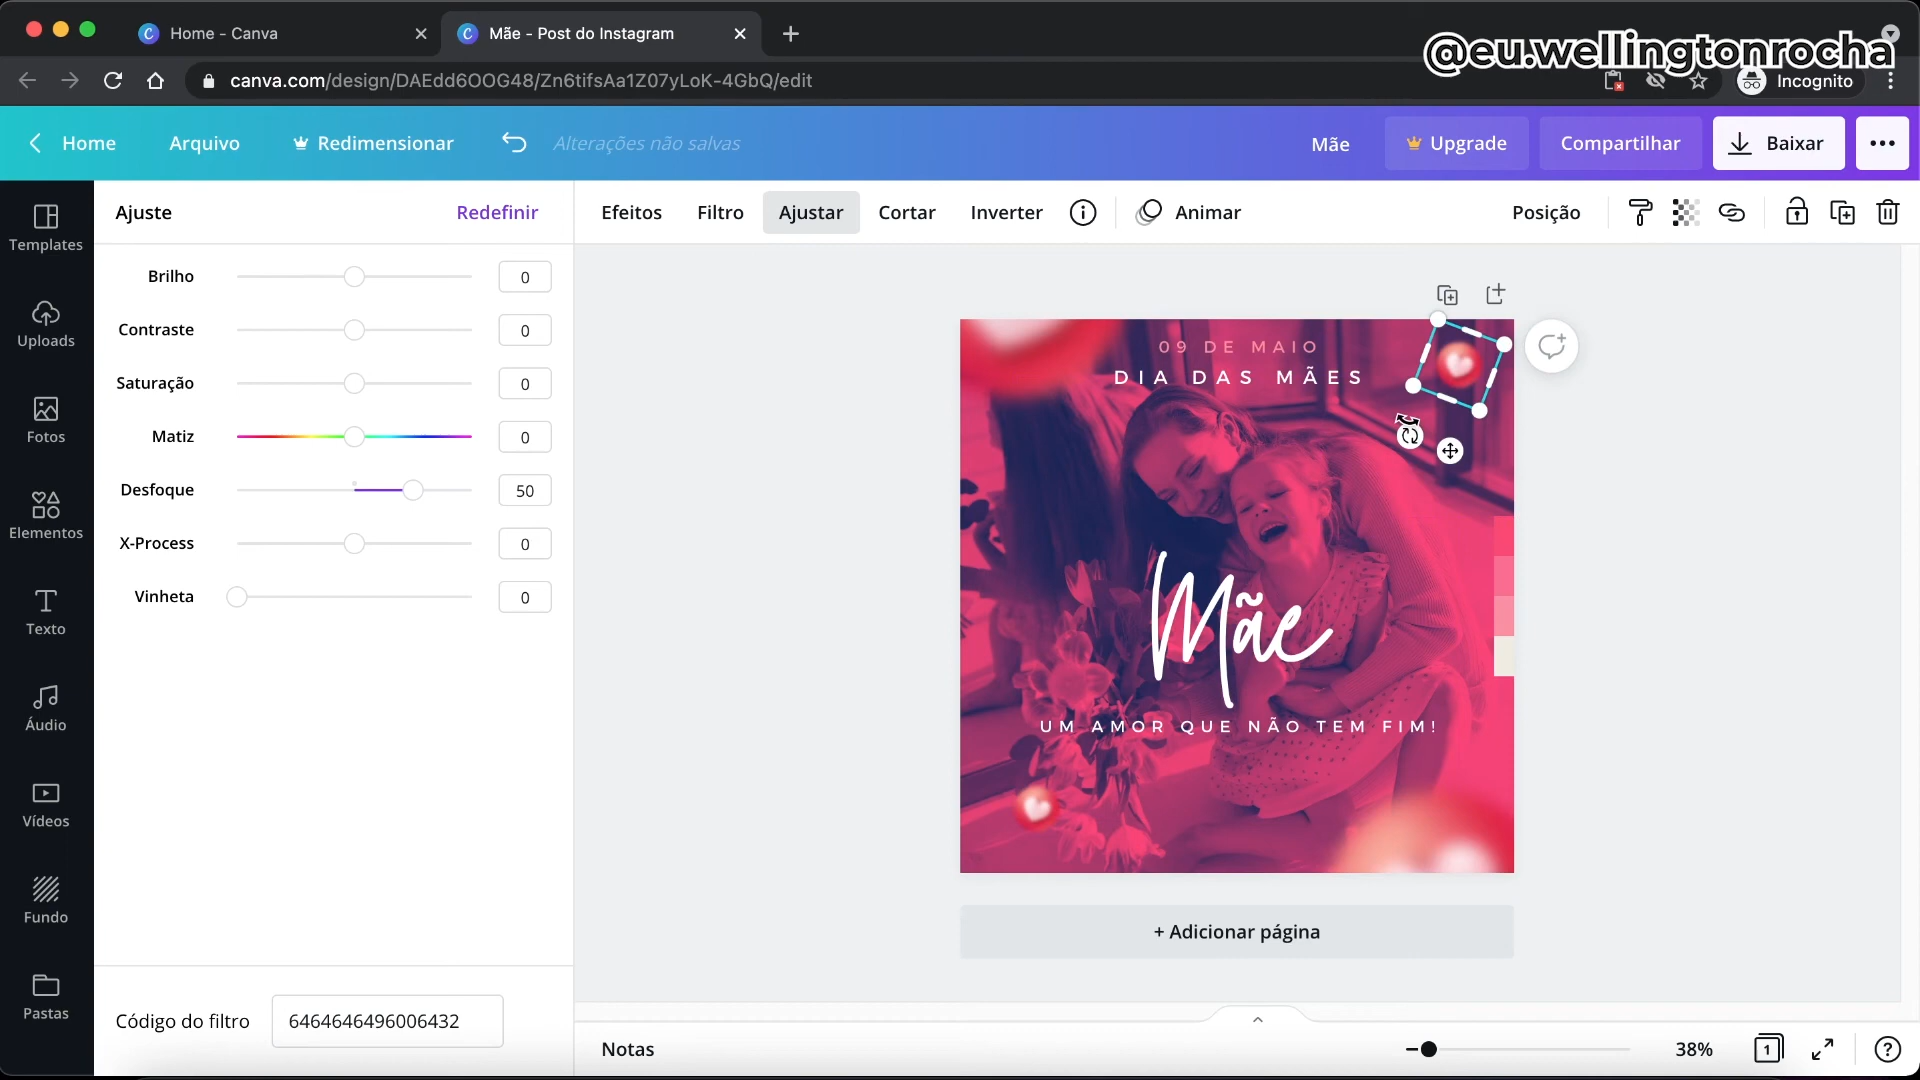 Home - Canva
Mãe - Post do Instagram
@eu.wellingtonrocha
canva.com/design/DAEdd6OOG48/Zn6tifsAa1Z07yLoK-4GbQ/edit
Incognito
Home
Arquivo
Redimensionar
Alterações não salvas
Mãe
Upgrade
Compartilhar
Baixar
Templates
Uploads
Fotos
Elementos
Texto
Áudio
Vídeos
Fundo
Pastas
Ajuste
Redefinir
Brilho 0
Contraste 0
Saturação 0
Matiz 0
Desfoque 50
X-Process 0
Vinheta 0
Código do filtro
6464646496006432
Efeitos
Filtro
Ajustar
Cortar
Inverter
Animar
Posição
09 DE MAIO
DIA DAS MÃES
Mãe
UM AMOR QUE NÃO TEM FIM!
+ Adicionar página
Notas
38%
1